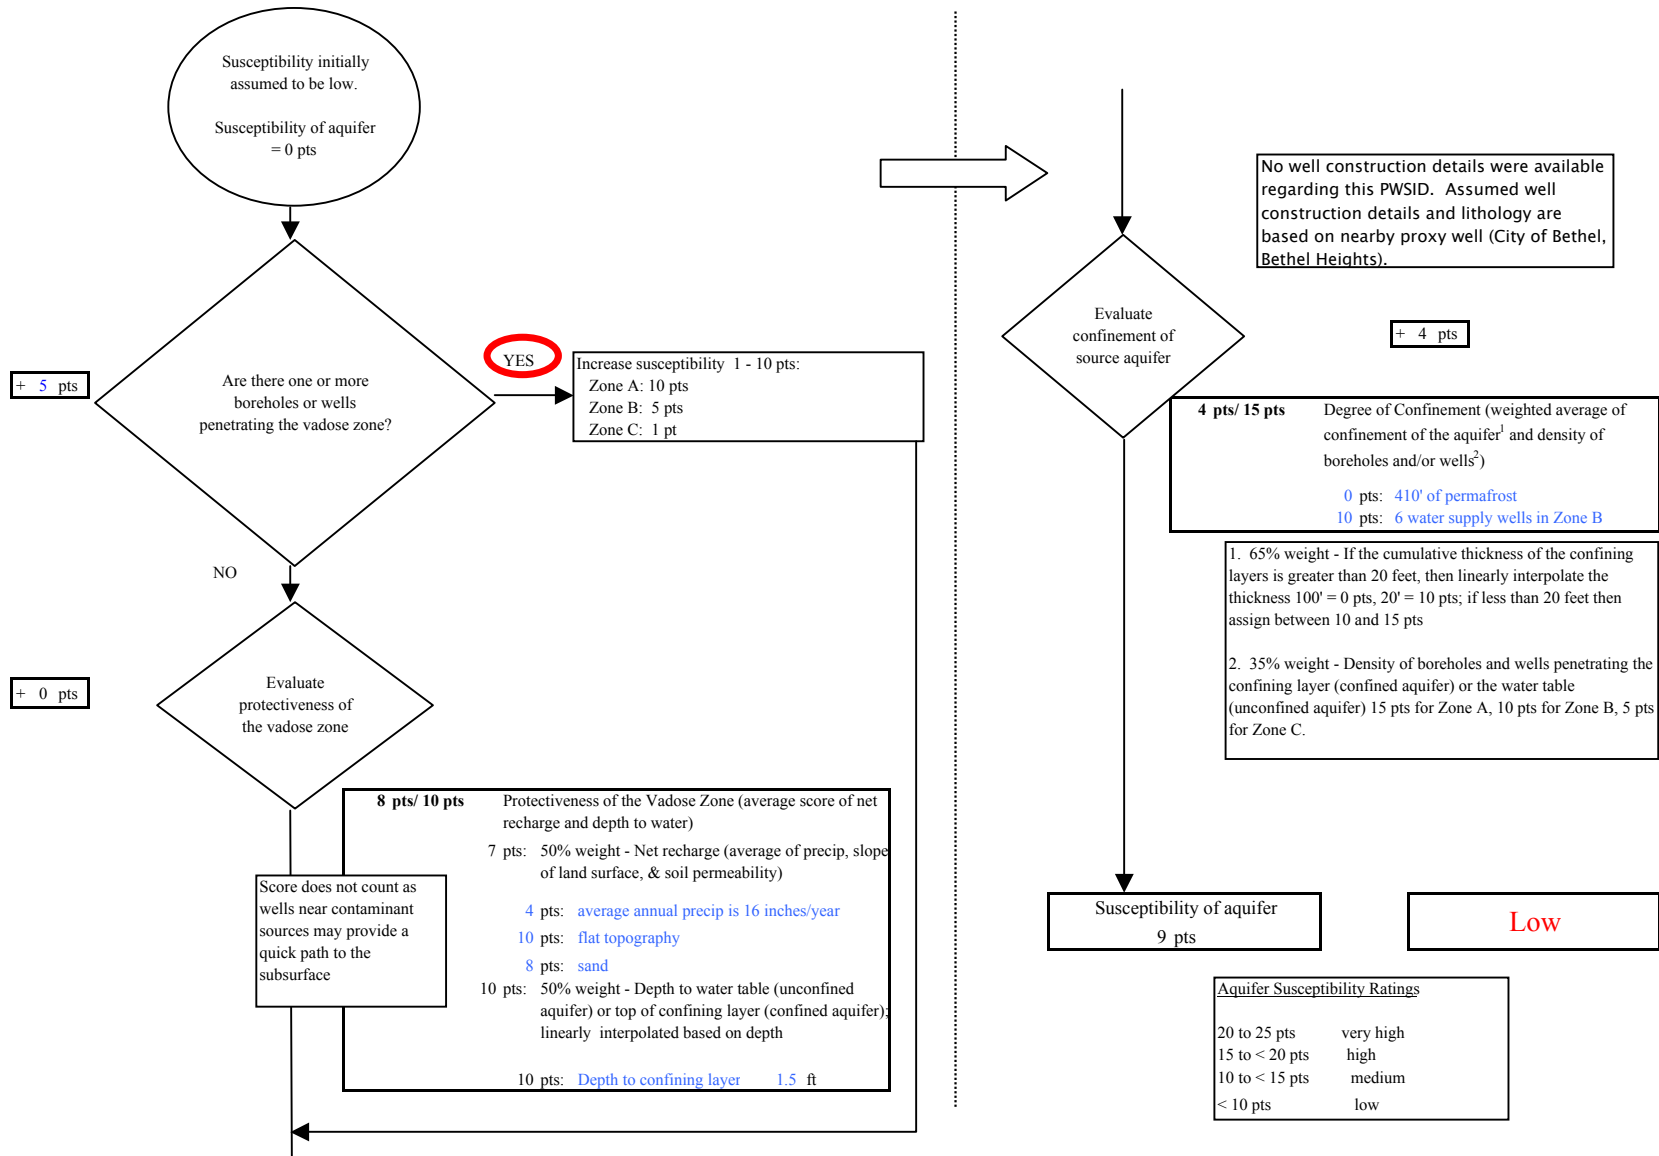 Susceptibility initially
assumed to be low.
Susceptibility of aquifer
= 0 pts
+ 5 pts
Are there one or more
boreholes or wells
penetrating the vadose zone?
YES
Increase susceptibility 1 - 10 pts:
Zone A: 10 pts
Zone B: 5 pts
Zone C: 1 pt
NO
+ 0 pts
Evaluate
protectiveness of
the vadose zone
8 pts/ 10 pts
Protectiveness of the Vadose Zone (average score of net
recharge and depth to water)
7 pts: 50% weight - Net recharge (average of precip, slope
of land surface, & soil permeability)
4 pts: average annual precip is 16 inches/year
10 pts: flat topography
8 pts: sand
10 pts: 50% weight - Depth to water table (unconfined
aquifer) or top of confining layer (confined aquifer);
linearly interpolated based on depth
10 pts: Depth to confining layer 1.5 ft
Score does not count as
wells near contaminant
sources may provide a
quick path to the
subsurface
No well construction details were available
regarding this PWSID. Assumed well
construction details and lithology are
based on nearby proxy well (City of Bethel,
Bethel Heights).
Evaluate
confinement of
source aquifer
+ 4 pts
4 pts/ 15 pts
Degree of Confinement (weighted average of
confinement of the aquifer1 and density of
boreholes and/or wells2)
0 pts: 410' of permafrost
10 pts: 6 water supply wells in Zone B
1. 65% weight - If the cumulative thickness of the confining
layers is greater than 20 feet, then linearly interpolate the
thickness 100' = 0 pts, 20' = 10 pts; if less than 20 feet then
assign between 10 and 15 pts
2. 35% weight - Density of boreholes and wells penetrating the
confining layer (confined aquifer) or the water table
(unconfined aquifer) 15 pts for Zone A, 10 pts for Zone B, 5 pts
for Zone C.
Susceptibility of aquifer
9 pts
Low
Aquifer Susceptibility Ratings
20 to 25 pts very high
15 to < 20 pts high
10 to < 15 pts medium
< 10 pts low